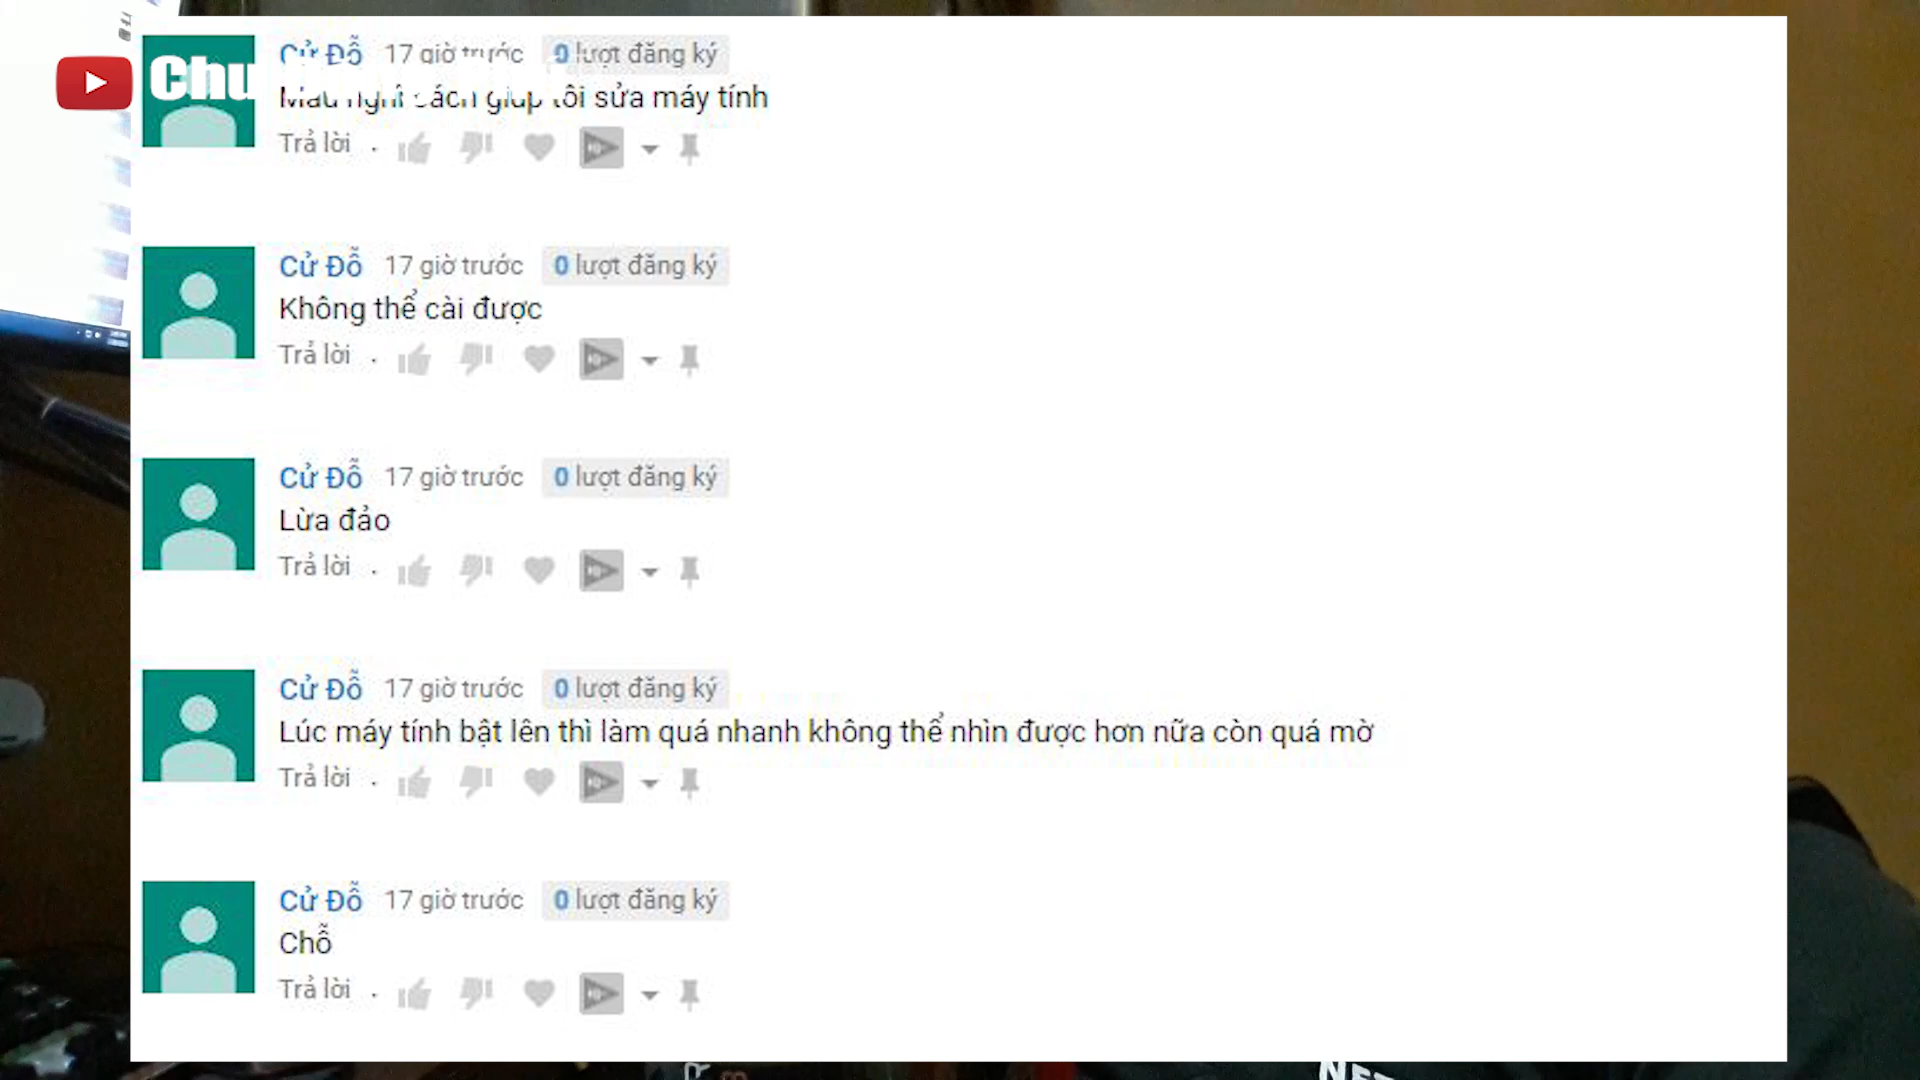 Cử Đỗ 17 giờ trước 0 lượt đăng ký
Chu
giúp tôi sửa máy tính
Trả lời .
Cử Đỗ 17 giờ trước 0 lượt đăng ký
Không thể cài được
Trả lời .
Cử Đỗ 17 giờ trước 0 lượt đăng ký
Lừa đảo
Trả lời .
Cử Đỗ 17 giờ trước 0 lượt đăng ký
Lúc máy tính bật lên thì làm quá nhanh không thể nhìn được hơn nữa còn quá mờ
Trả lời .
Cử Đỗ 17 giờ trước 0 lượt đăng ký
Chỗ
Trả lời .